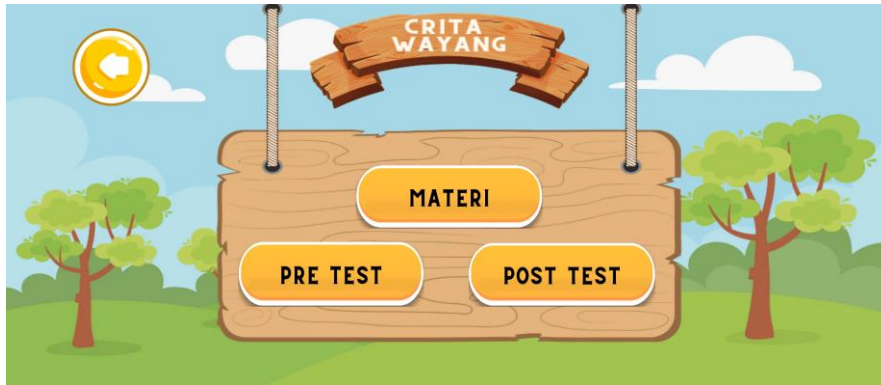 CRITA
WAYANG
MATERI
PRE TEST
POST TEST